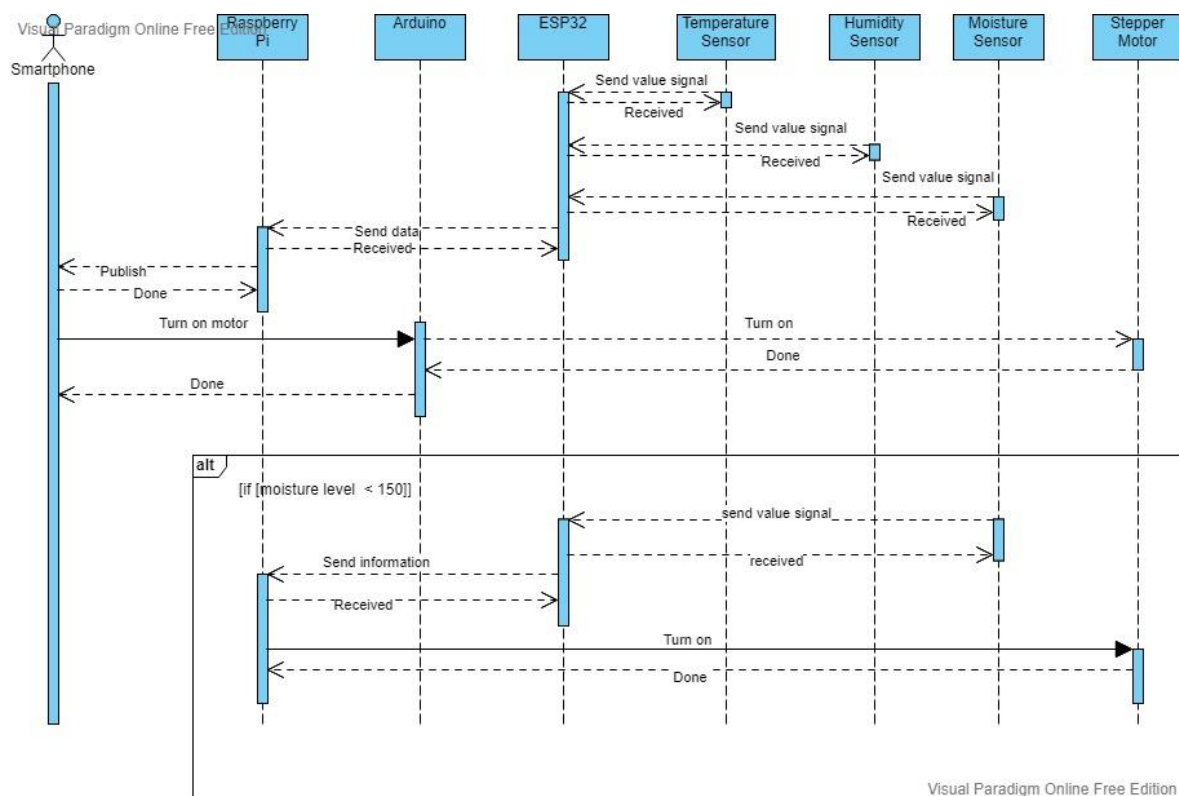 Visual Paradigm Online Free Edition
Smartphone
Raspberry
Pi
Arduino
ESP32
Temperature
Sensor
Humidity
Sensor
Moisture
Sensor
Stepper
Motor
Send value signal
Received
Send value signal
Received
Send value signal
Received
Send data
Received
Publish
Done
Turn on motor
Turn on
Done
Done
alt
[if [moisture level < 150]]
send value signal
received
Send information
Received
Turn on
Done
Visual Paradigm Online Free Edition